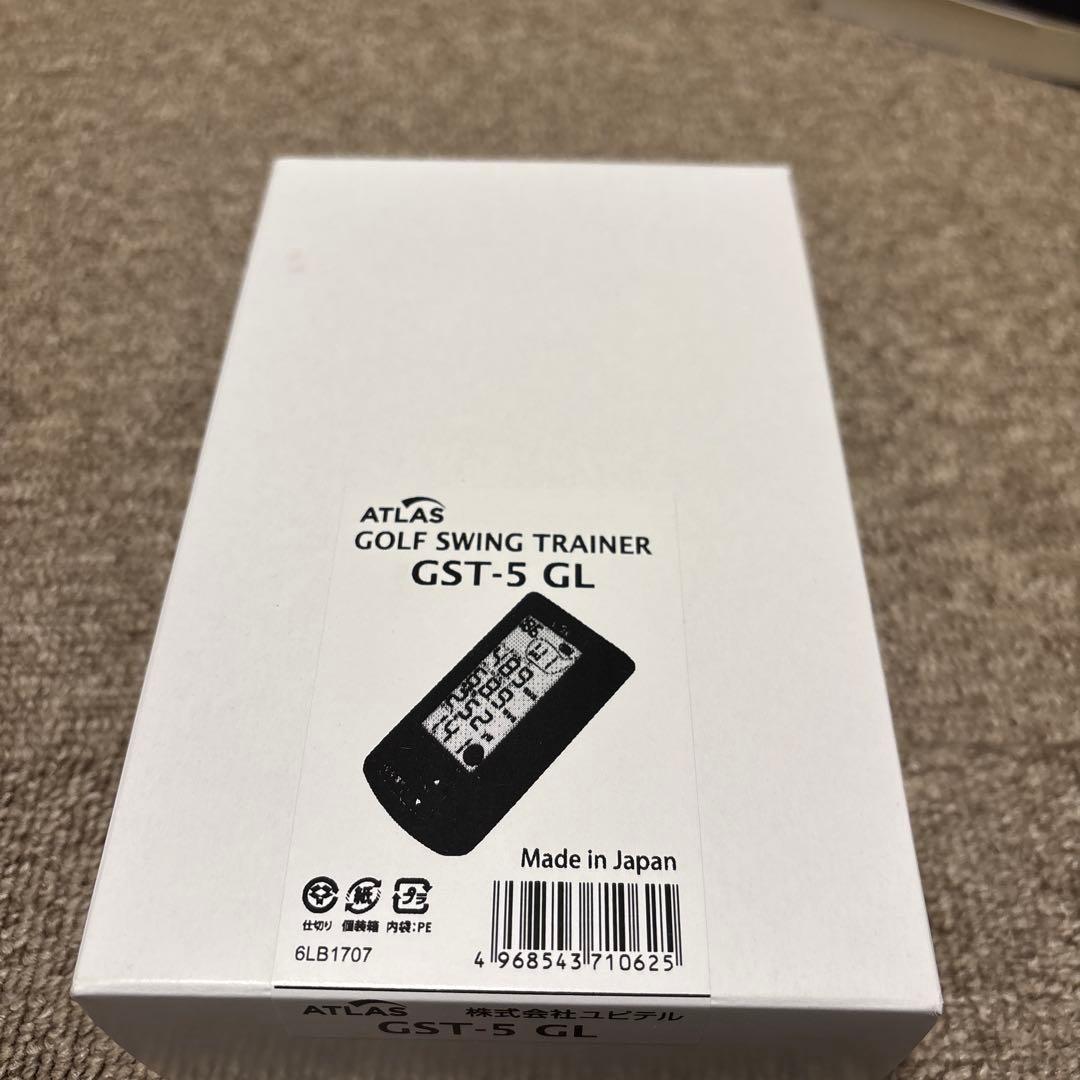 ATLAS
GOLF SWING TRAINER
GST-5 GL
Made in Japan
紙 プラ
仕切り 個装箱 内袋:PE
6LB1707
4 968543 710625
ATLAS 株式会社ユピテル
GST-5 GL